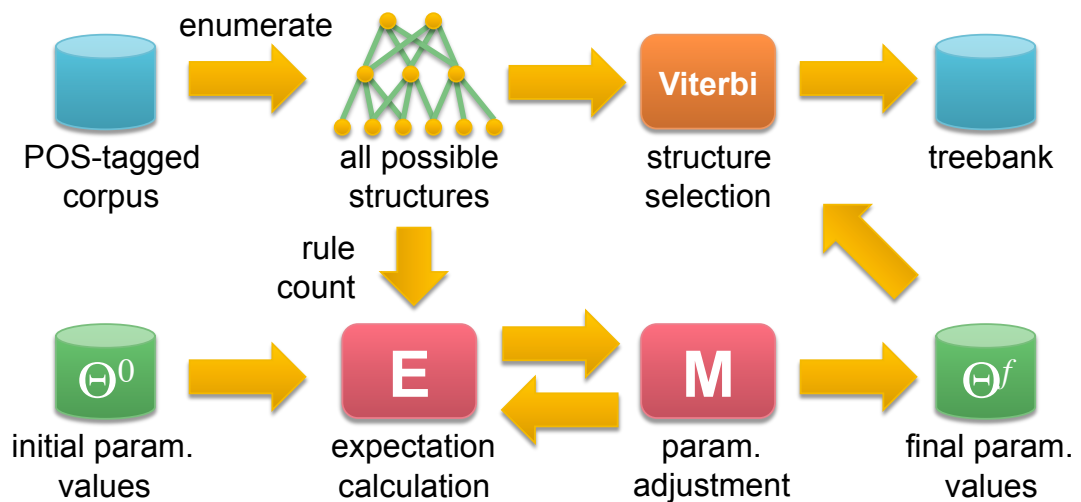 enumerate
Viterbi
POS-tagged
corpus
all possible
structures
structure
selection
treebank
rule
count
Θ⁰
E
M
Θᶠ
initial param.
values
expectation
calculation
param.
adjustment
final param.
values